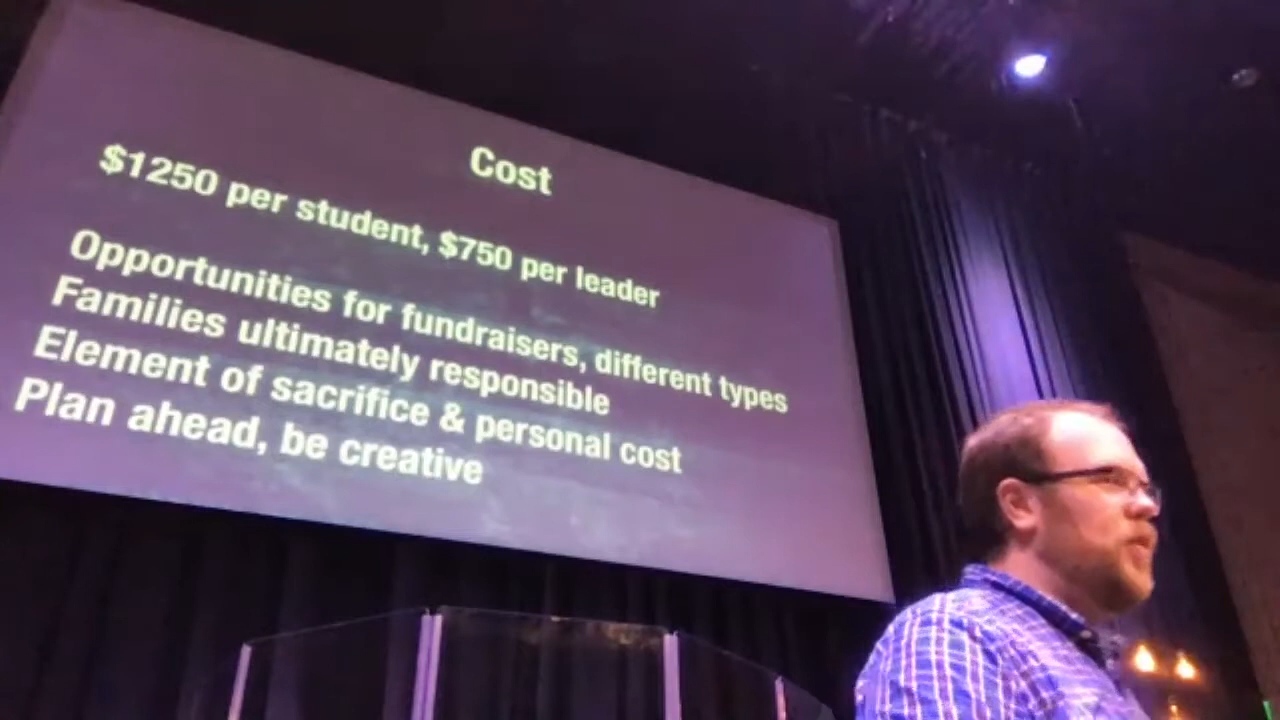 Cost
$1250 per student, $750 per leader
Opportunities for fundraisers, different types
Families ultimately responsible
Element of sacrifice & personal cost
Plan ahead, be creative